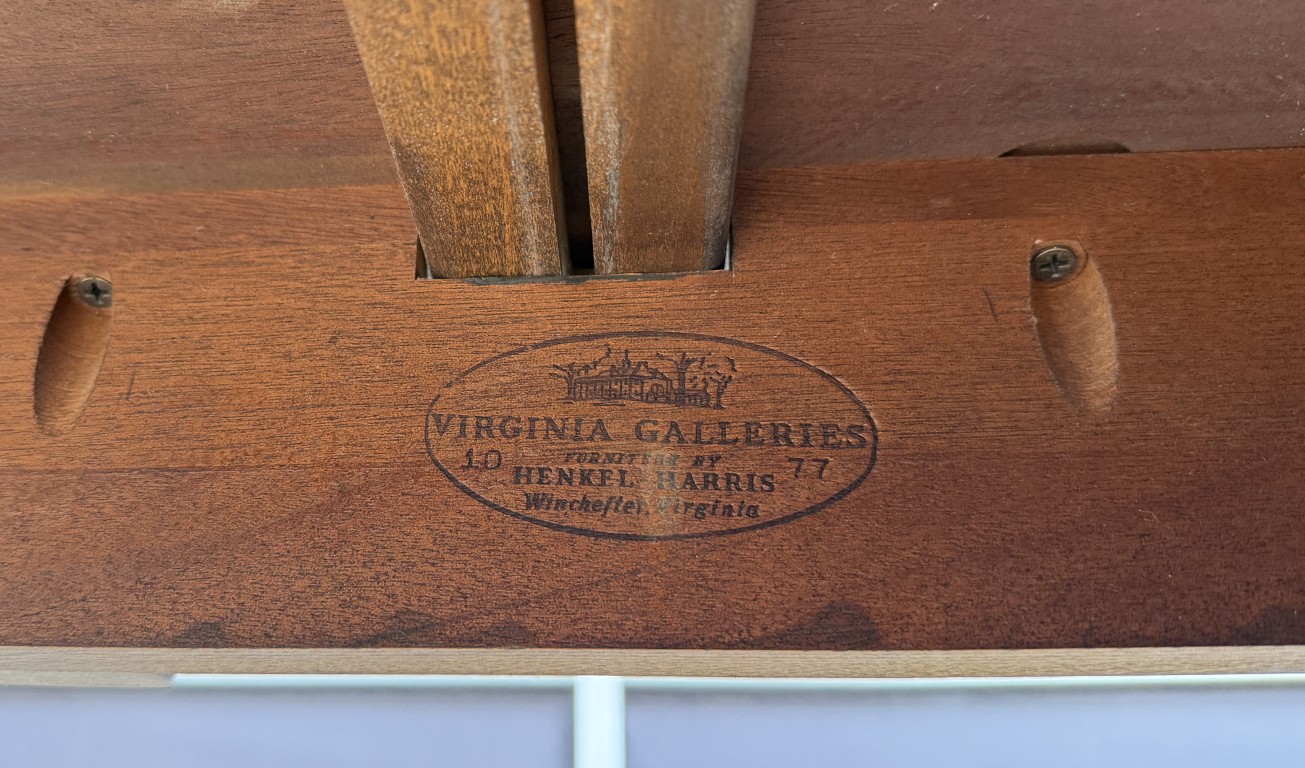 VIRGINIA GALLERIES
FURNITURE BY
10 HENKEL HARRIS 77
Winchester, Virginia